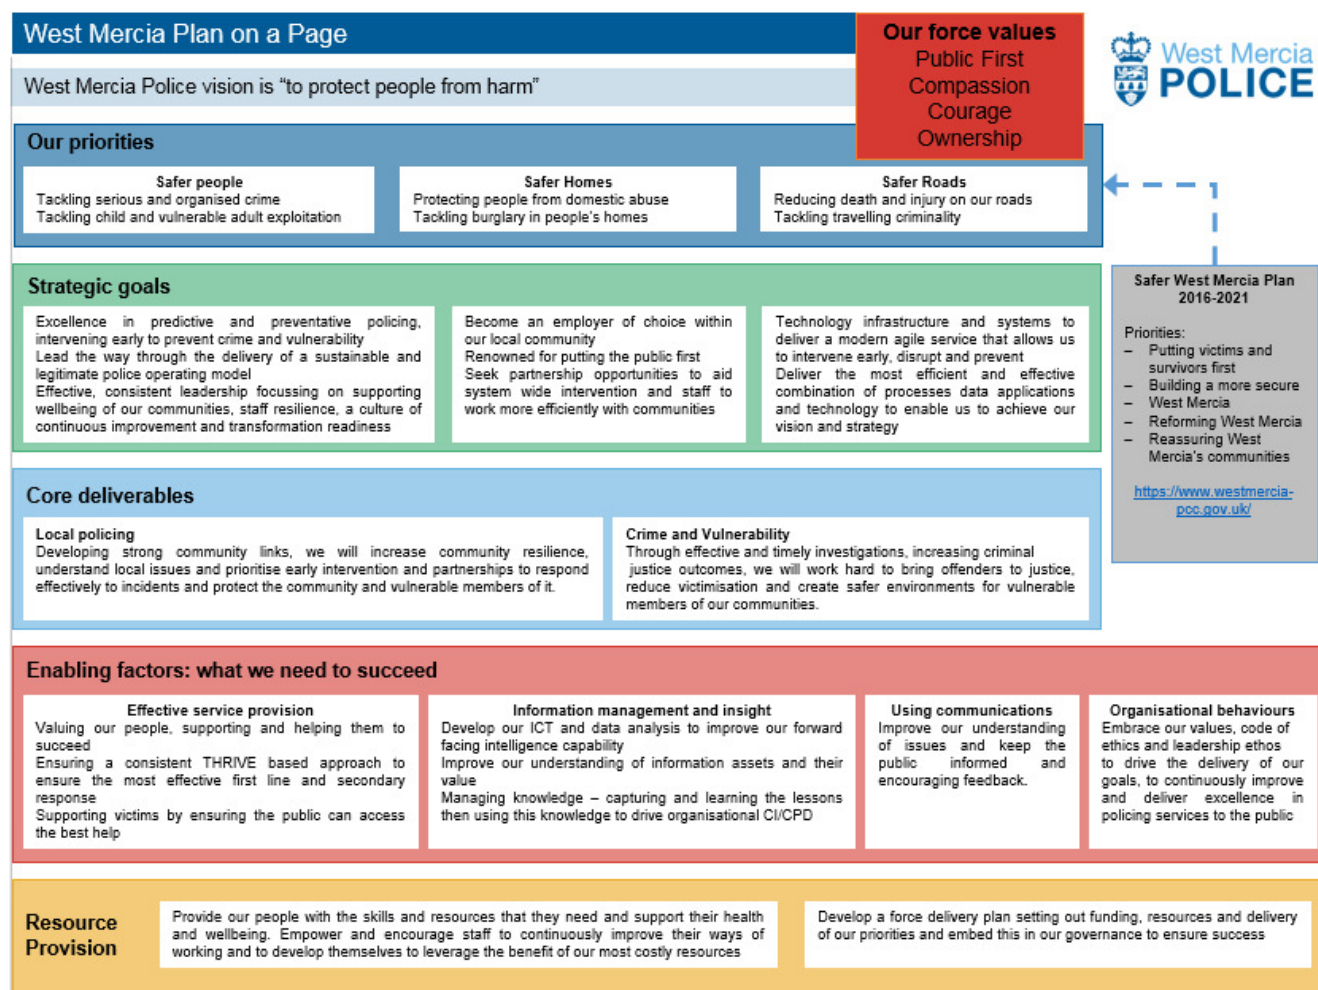 West Mercia Plan on a Page
Our force values
Public First
Compassion
Courage
Ownership
West Mercia
POLICE
West Mercia Police vision is “to protect people from harm”
Our priorities
Safer people
Tackling serious and organised crime
Tackling child and vulnerable adult exploitation
Safer Homes
Protecting people from domestic abuse
Tackling burglary in people's homes
Safer Roads
Reducing death and injury on our roads
Tackling travelling criminality
Strategic goals
Excellence in predictive and preventative policing,
intervening early to prevent crime and vulnerability
Lead the way through the delivery of a sustainable and
legitimate police operating model
Effective, consistent leadership focussing on supporting
wellbeing of our communities, staff resilience, a culture of
continuous improvement and transformation readiness
Become an employer of choice within
our local community
Renowned for putting the public first
Seek partnership opportunities to aid
system wide intervention and staff to
work more efficiently with communities
Technology infrastructure and systems to
deliver a modern agile service that allows us
to intervene early, disrupt and prevent
Deliver the most efficient and effective
combination of processes data applications
and technology to enable us to achieve our
vision and strategy
Safer West Mercia Plan
2016-2021
Priorities:
– Putting victims and
survivors first
– Building a more secure
– West Mercia
– Reforming West Mercia
– Reassuring West
Mercia's communities
https://www.westmercia-
pcc.gov.uk/
Core deliverables
Local policing
Developing strong community links, we will increase community resilience,
understand local issues and prioritise early intervention and partnerships to respond
effectively to incidents and protect the community and vulnerable members of it.
Crime and Vulnerability
Through effective and timely investigations, increasing criminal
justice outcomes, we will work hard to bring offenders to justice,
reduce victimisation and create safer environments for vulnerable
members of our communities.
Enabling factors: what we need to succeed
Effective service provision
Valuing our people, supporting and helping them to
succeed
Ensuring a consistent THRIVE based approach to
ensure the most effective first line and secondary
response
Supporting victims by ensuring the public can access
the best help
Information management and insight
Develop our ICT and data analysis to improve our forward
facing intelligence capability
Improve our understanding of information assets and their
value
Managing knowledge – capturing and learning the lessons
then using this knowledge to drive organisational CI/CPD
Using communications
Improve our understanding
of issues and keep the
public informed and
encouraging feedback.
Organisational behaviours
Embrace our values, code of
ethics and leadership ethos
to drive the delivery of our
goals, to continuously improve
and deliver excellence in
policing services to the public
Resource
Provision
Provide our people with the skills and resources that they need and support their health
and wellbeing. Empower and encourage staff to continuously improve their ways of
working and to develop themselves to leverage the benefit of our most costly resources
Develop a force delivery plan setting out funding, resources and delivery
of our priorities and embed this in our governance to ensure success